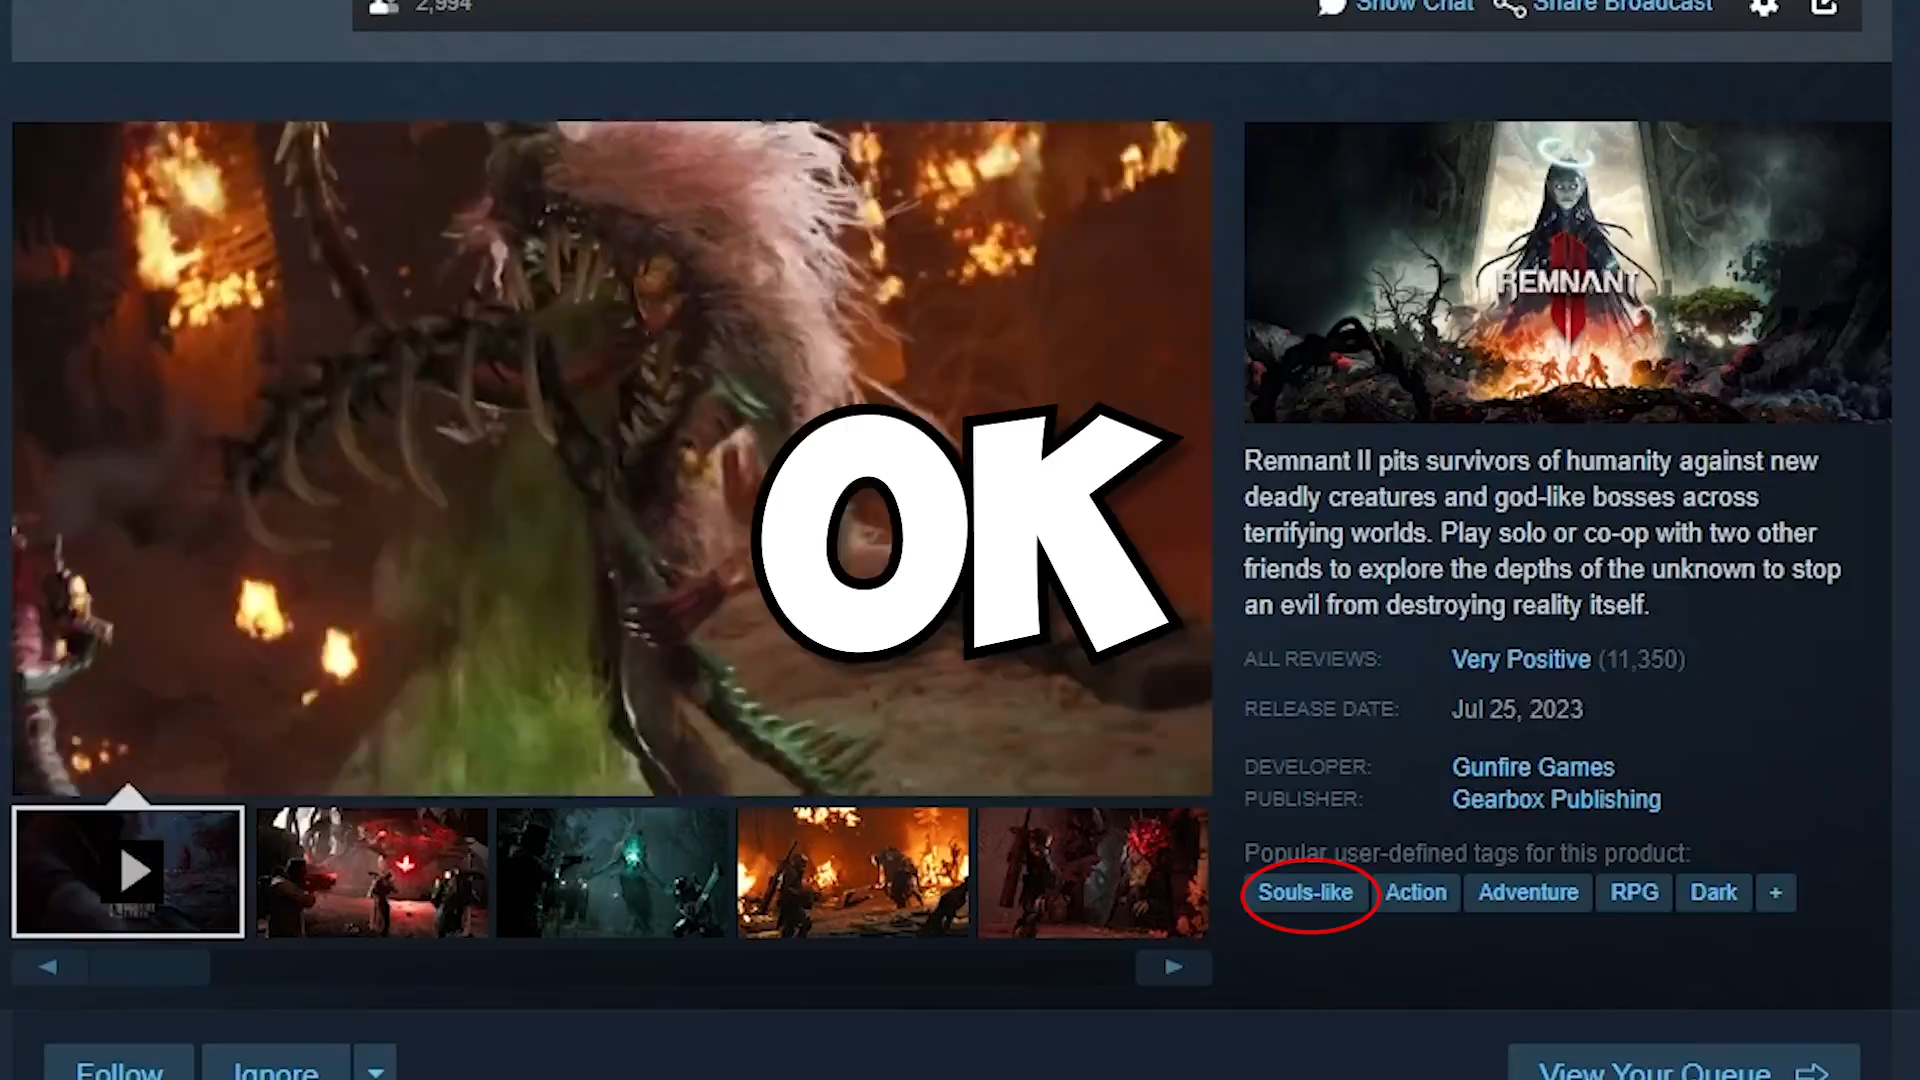 2,994
Show Chat
Share Broadcast
REMNANT
II
OK
Remnant II pits survivors of humanity against new
deadly creatures and god-like bosses across
terrifying worlds. Play solo or co-op with two other
friends to explore the depths of the unknown to stop
an evil from destroying reality itself.
ALL REVIEWS: Very Positive (11,350)
RELEASE DATE: Jul 25, 2023
DEVELOPER: Gunfire Games
PUBLISHER: Gearbox Publishing
Popular user-defined tags for this product:
Souls-like Action Adventure RPG Dark +
Follow Ignore View Your Queue